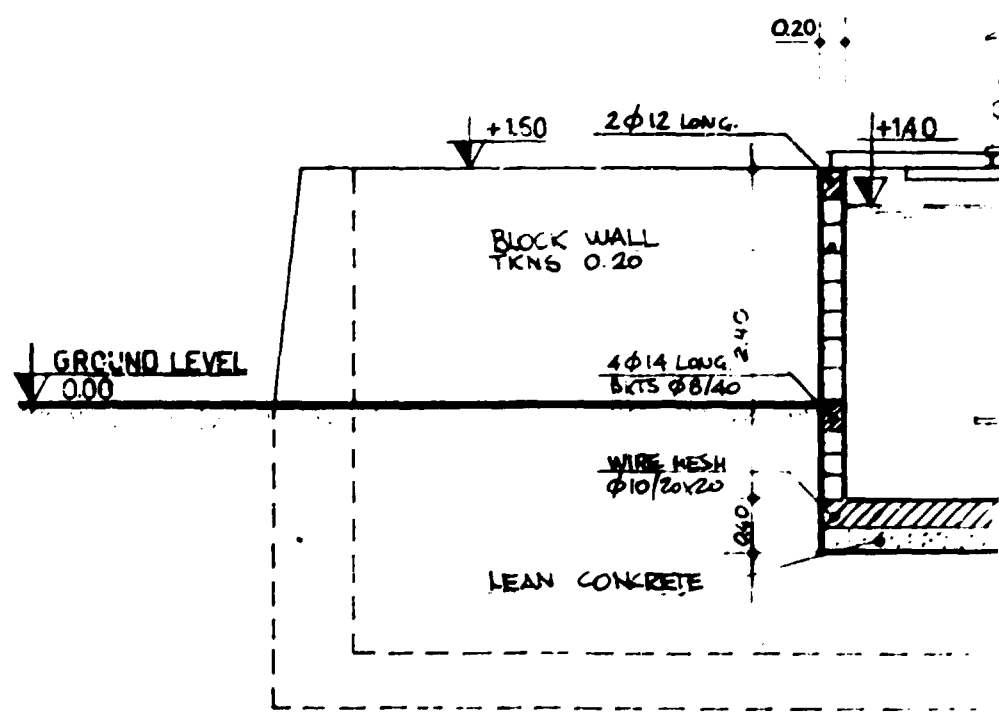 0.20
+1.50
2ϕ12 LONG.
+1.40
BLOCK WALL
TKNS 0.20
2.40
GROUND LEVEL
0.00
4ϕ14 LONG
BKTS ϕ8/40
WIRE MESH
ϕ10/20x20
0.40
LEAN CONCRETE